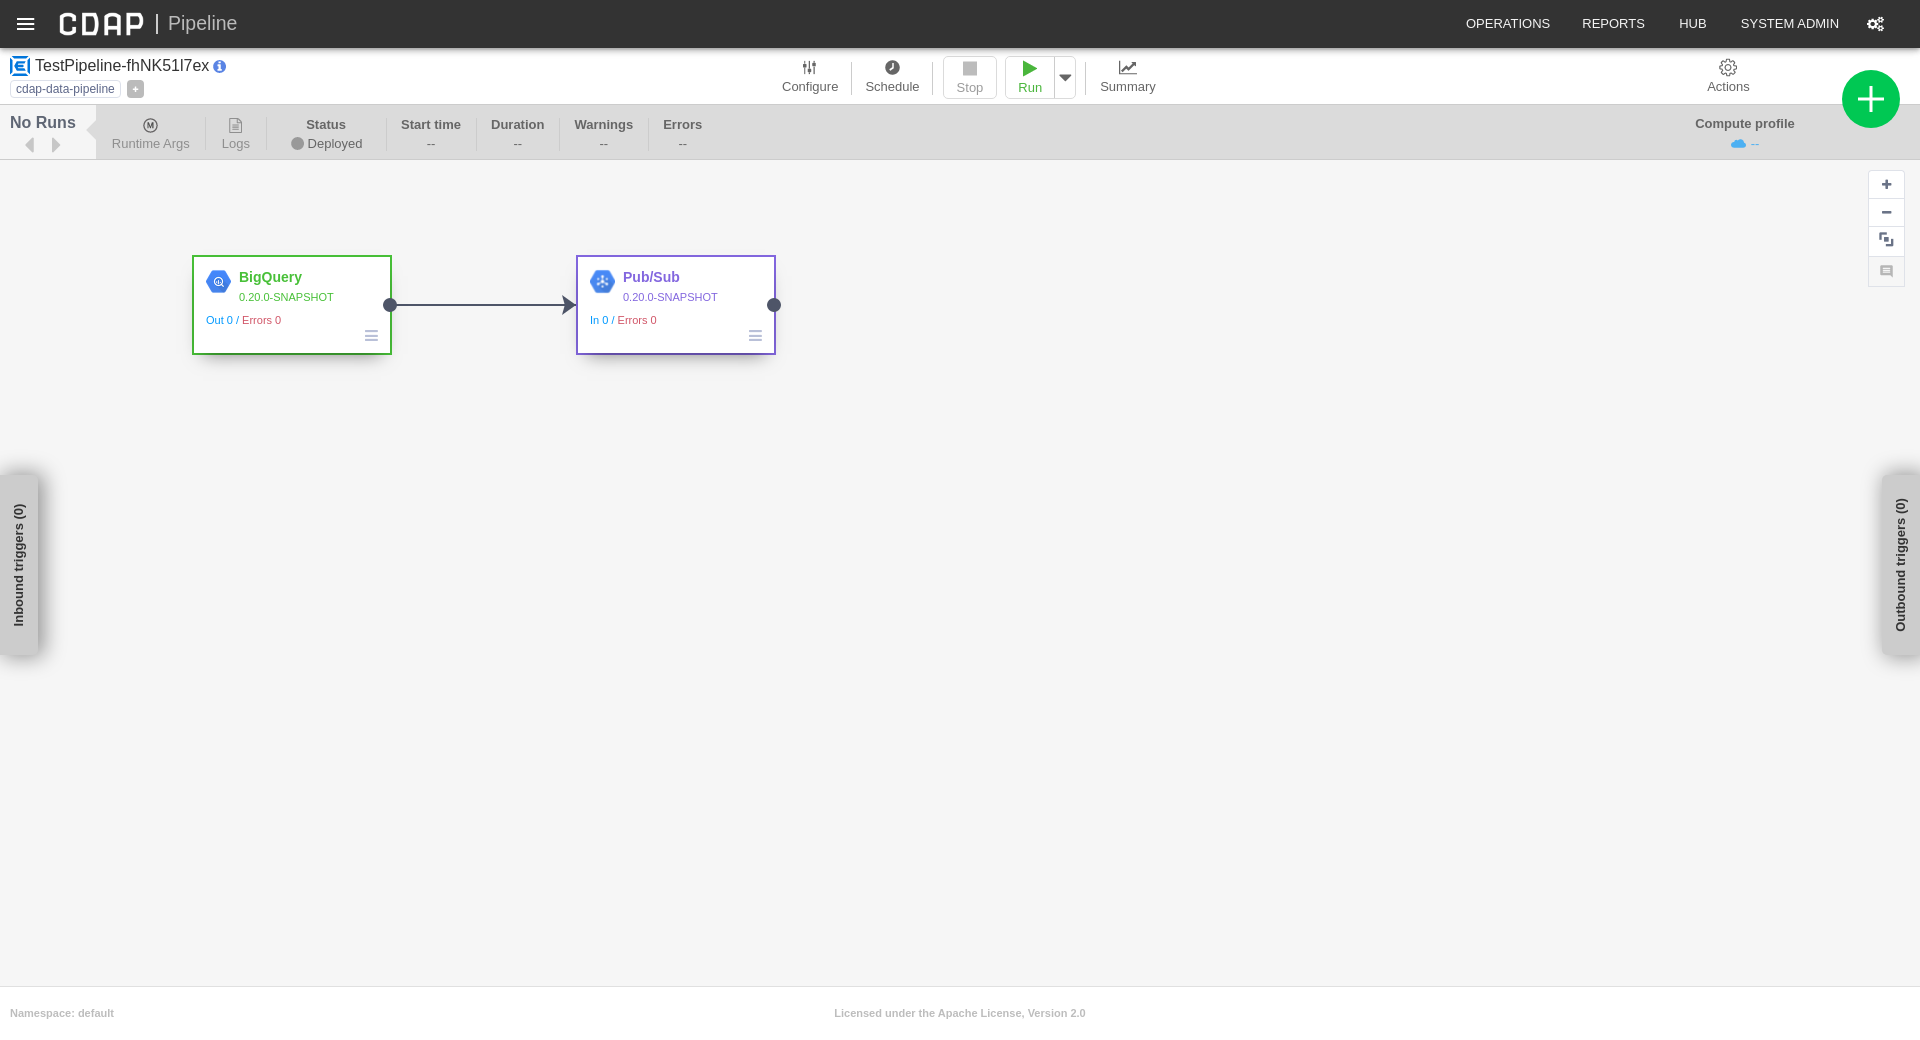 CDAP | Pipeline
OPERATIONS
REPORTS
HUB
SYSTEM ADMIN
TestPipeline-fhNK51l7ex
cdap-data-pipeline
+
Configure
Schedule
Stop
Run
Summary
Actions
No Runs
Runtime Args
Logs
Status
Deployed
Start time
--
Duration
--
Warnings
--
Errors
--
Compute profile
--
BigQuery
0.20.0-SNAPSHOT
Out 0 / Errors 0
Pub/Sub
0.20.0-SNAPSHOT
In 0 / Errors 0
Inbound triggers (0)
Outbound triggers (0)
Namespace: default
Licensed under the Apache License, Version 2.0